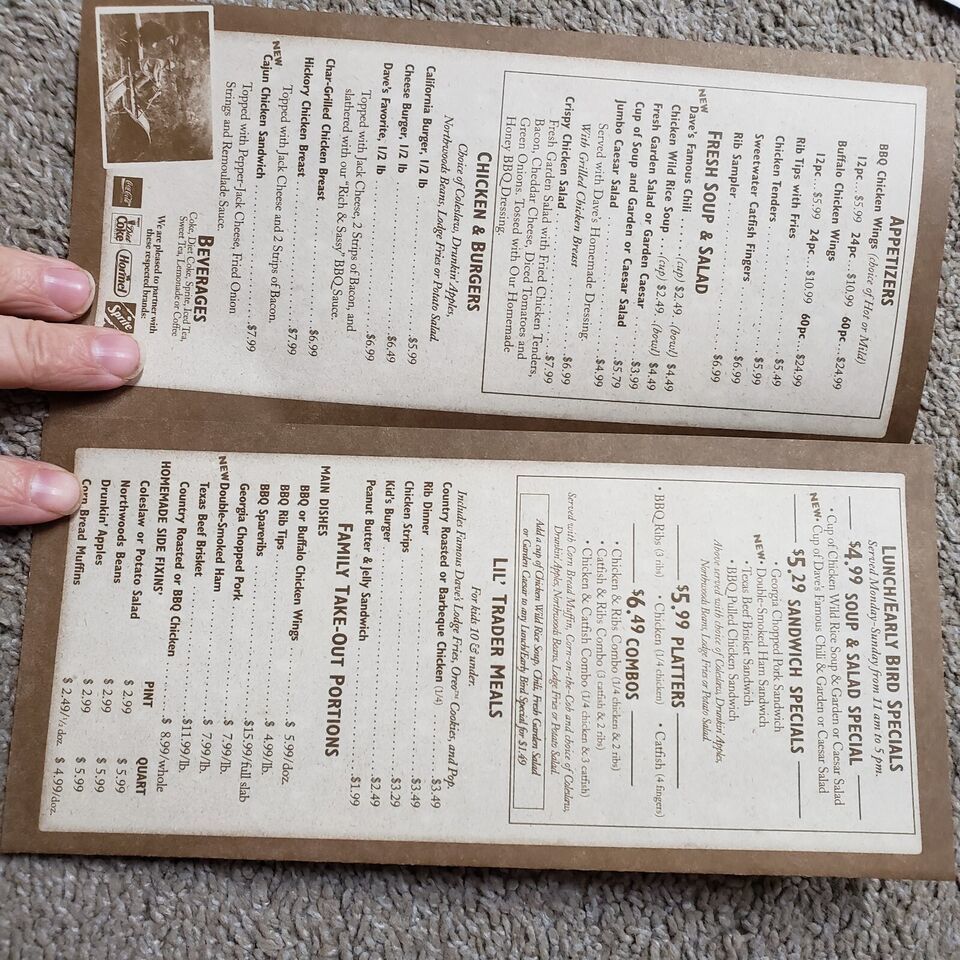 APPETIZERS
BBQ Chicken Wings (choice of Hot or Mild)
12pc...$5.99 24pc...$10.99 60pc...$24.99
Buffalo Chicken Wings
12pc...$5.99 24pc...$10.99 60pc...$24.99
Rib Tips with Fries $5.49
Chicken Tenders $5.99
Sweetwater Catfish Fingers $6.99
Rib Sampler $6.99
FRESH SOUP & SALAD
NEW Dave's Famous Chili (cup) $2.49 (bowl) $4.49
Chicken Wild Rice Soup (cup) $2.49 (bowl) $4.49
Fresh Garden Salad or Garden Caesar $3.99
Cup of Soup and Garden or Caesar Salad $5.79
Jumbo Caesar Salad $4.99
Served with Dave's Homemade Dressing.
With Grilled Chicken Breast $6.99
Crispy Chicken Salad $7.99
Fresh Garden Salad with Fried Chicken Tenders,
Bacon, Cheddar Cheese, Diced Tomatoes and
Green Onions. Tossed with Our Homemade
Honey BBQ Dressing.
CHICKEN & BURGERS
Choice of Coleslaw, Drunkin' Apples,
Northwoods Beans, Lodge Fries or Potato Salad.
California Burger, 1/2 lb $5.99
Cheese Burger, 1/2 lb $6.49
Dave's Favorite, 1/2 lb $6.99
Topped with Jack Cheese, 2 Strips of Bacon, and
slathered with our "Rich & Sassy" BBQ Sauce.
Char-Grilled Chicken Breast $6.99
Hickory Chicken Breast $7.99
Topped with Jack Cheese and 2 Strips of Bacon.
NEW Cajun Chicken Sandwich $7.99
Topped with Pepper-Jack Cheese, Fried Onion
Strings and Remoulade Sauce.
BEVERAGES
Coke, Diet Coke, Sprite, Iced Tea,
Sweet Tea, Lemonade or Coffee
We are pleased to partner with
these respected brands:
Coca-Cola
Diet Coke
Hormel
Sprite
LUNCH/EARLY BIRD SPECIALS
Served Monday-Sunday from 11 am to 5 pm.
$4.99 SOUP & SALAD SPECIAL
• Cup of Chicken Wild Rice Soup & Garden or Caesar Salad
NEW • Cup of Dave's Famous Chili & Garden or Caesar Salad
$5.29 SANDWICH SPECIALS
• Georgia Chopped Pork Sandwich
NEW • Double-Smoked Ham Sandwich
• Texas Beef Brisket Sandwich
• BBQ Pulled Chicken Sandwich
Above served with choice of Coleslaw, Drunkin' Apples,
Northwood Beans, Lodge Fries or Potato Salad.
$5.99 PLATTERS
• BBQ Ribs (3 ribs) • Chicken (1/4 chicken) • Catfish (4 fingers)
$6.49 COMBOS
• Chicken & Ribs Combo (1/4 chicken & 2 ribs)
• Catfish & Ribs Combo (3 catfish & 2 ribs)
• Chicken & Catfish Combo (1/4 chicken & 3 catfish)
Served with Corn Bread Muffin, Corn-on-the-Cob and choice of Coleslaw,
Drunkin' Apples, Northwoods Beans, Lodge Fries or Potato Salad.
Add a cup of Chicken Wild Rice Soup, Chili, Fresh Garden Salad
or Garden Caesar to any Lunch/Early Bird Special for $1.49
LIL' TRADER MEALS
For kids 10 & under.
Includes Famous Dave's Lodge Fries, Oreo™ Cookies, and Pop.
Country Roasted or Barbeque Chicken (1/4) $3.49
Rib Dinner $3.49
Chicken Strips $3.29
Kid's Burger $2.49
Peanut Butter & Jelly Sandwich $1.99
FAMILY TAKE-OUT PORTIONS
MAIN DISHES
BBQ or Buffalo Chicken Wings $ 5.99/doz.
BBQ Rib Tips $ 4.99/lb.
BBQ Spareribs $15.99/full slab
Georgia Chopped Pork $ 7.99/lb.
NEW Double-Smoked Ham $ 7.99/lb.
Texas Beef Brisket $11.99/lb.
Country Roasted or BBQ Chicken $ 8.99/whole
HOMEMADE SIDE FIXINS' PINT QUART
Coleslaw or Potato Salad $ 2.99 $ 5.99
Northwoods Beans $ 2.99 $ 5.99
Drunkin' Apples $ 2.99 $ 5.99
Corn Bread Muffins $ 2.49/½ doz. $ 4.99/doz.